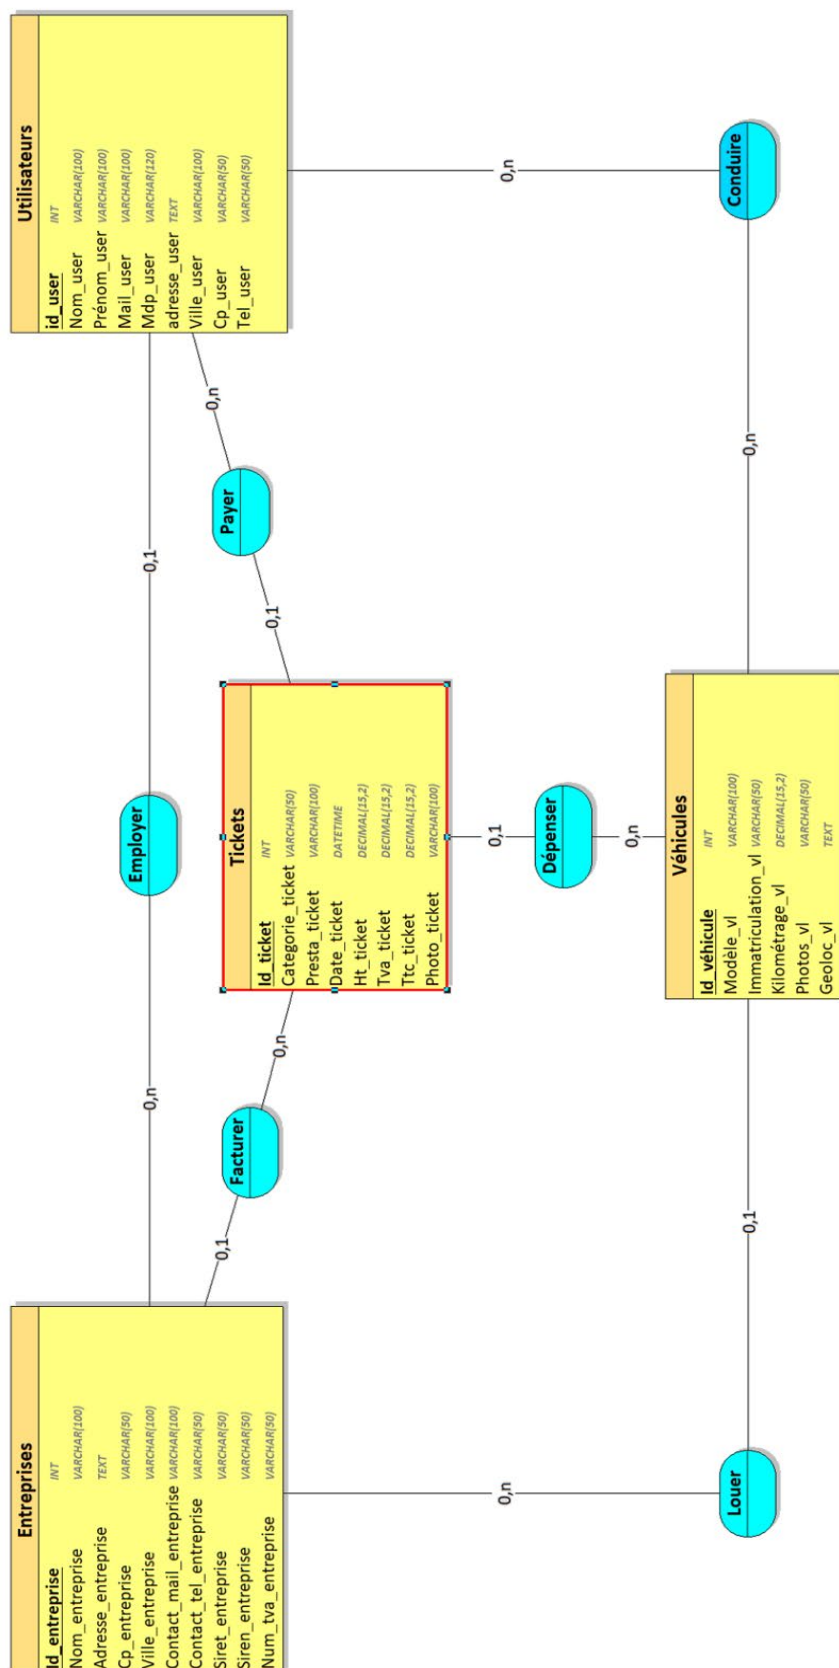 Entreprises
Id_entreprise INT
Nom_entreprise VARCHAR(100)
Adresse_entreprise TEXT
Cp_entreprise VARCHAR(50)
Ville_entreprise VARCHAR(100)
Contact_mail_entreprise VARCHAR(100)
Contact_tel_entreprise VARCHAR(50)
Siret_entreprise VARCHAR(50)
Siren_entreprise VARCHAR(50)
Num_tva_entreprise VARCHAR(50)
0,n
Employer
0,1
Utilisateurs
id_user INT
Nom_user VARCHAR(100)
Prénom_user VARCHAR(100)
Mail_user VARCHAR(100)
Mdp_user VARCHAR(120)
adresse_user TEXT
Ville_user VARCHAR(100)
Cp_user VARCHAR(50)
Tel_user VARCHAR(50)
0,1
Facturer
0,n
Tickets
Id_ticket INT
Categorie_ticket VARCHAR(50)
Presta_ticket VARCHAR(100)
Date_ticket DATETIME
Ht_ticket DECIMAL(15,2)
Tva_ticket DECIMAL(15,2)
Ttc_ticket DECIMAL(15,2)
Photo_ticket VARCHAR(100)
0,1
Payer
0,n
0,n
0,1
Dépenser
0,n
0,n
Louer
0,1
Véhicules
Id_véhicule INT
Modèle_vl VARCHAR(100)
Immatriculation_vl VARCHAR(50)
Kilométrage_vl DECIMAL(15,2)
Photos_vl VARCHAR(50)
Geoloc_vl TEXT
0,n
Conduire